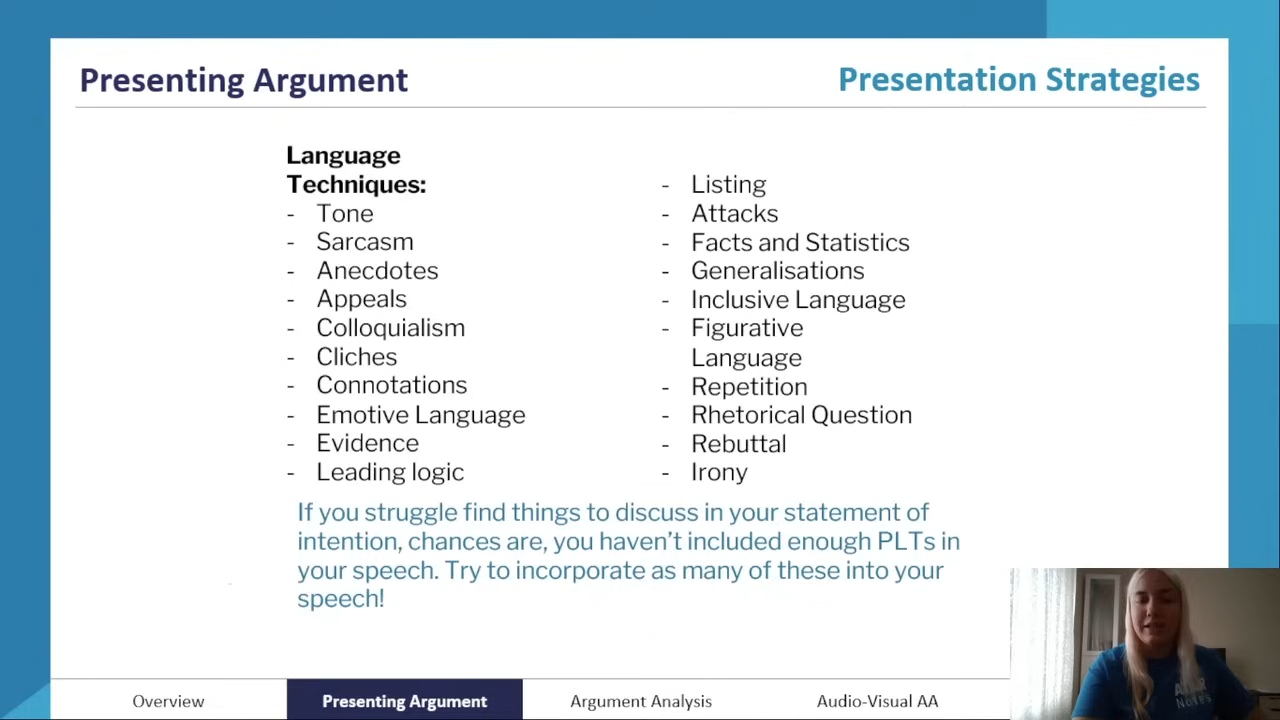 Presenting Argument
Presentation Strategies
Language
Techniques:
- Tone
- Sarcasm
- Anecdotes
- Appeals
- Colloquialism
- Cliches
- Connotations
- Emotive Language
- Evidence
- Leading logic
- Listing
- Attacks
- Facts and Statistics
- Generalisations
- Inclusive Language
- Figurative
Language
- Repetition
- Rhetorical Question
- Rebuttal
- Irony
If you struggle find things to discuss in your statement of
intention, chances are, you haven't included enough PLTs in
your speech. Try to incorporate as many of these into your
speech!
Overview
Presenting Argument
Argument Analysis
Audio-Visual AA
Notes